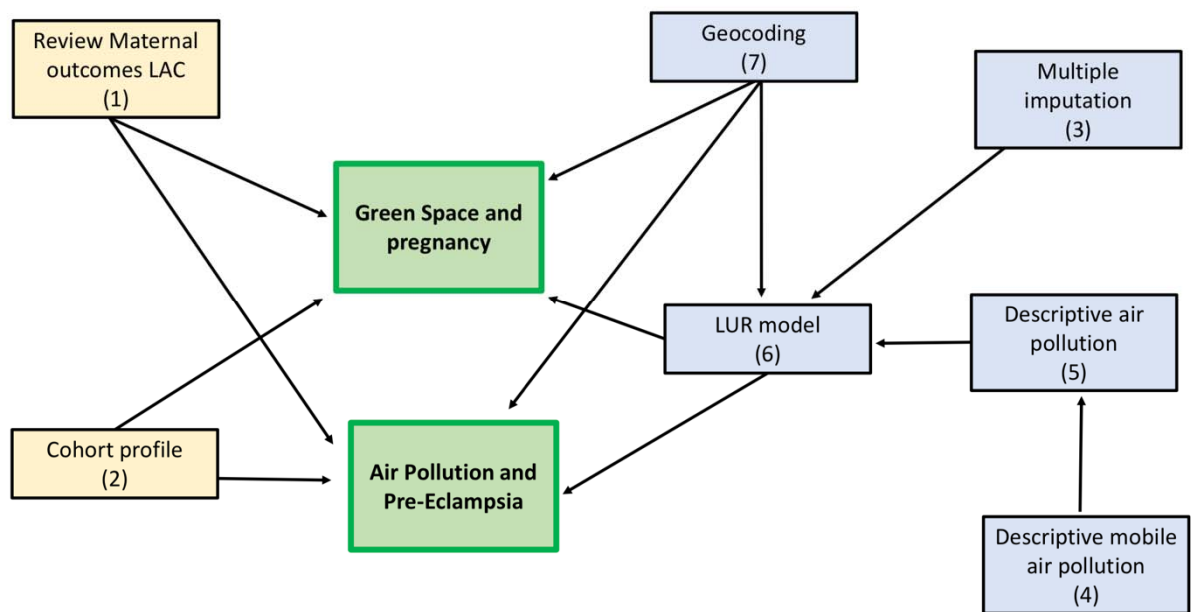 Review Maternal
outcomes LAC
(1)
Geocoding
(7)
Multiple
imputation
(3)
Green Space and
pregnancy
LUR model
(6)
Descriptive air
pollution
(5)
Cohort profile
(2)
Air Pollution and
Pre-Eclampsia
Descriptive mobile
air pollution
(4)